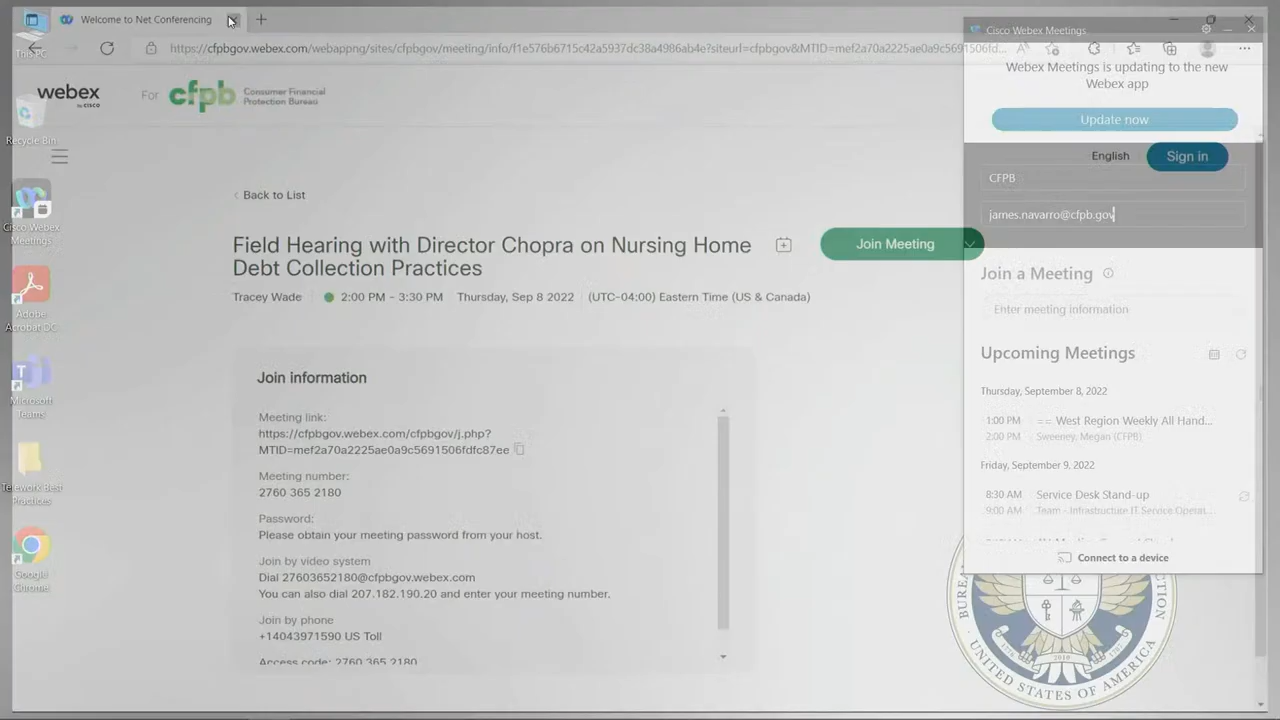 Welcome to Net Conferencing
https://cfpbgov.webex.com/webappng/sites/cfpbgov/meeting/info/f1e576b6715c42a5937dc38a4986ab4e?siteurl=cfpbgov&MTID=mef2a70a2225ae0a9c5691506fd...
This PC
webex
by CISCO
For
cfpb
Consumer Financial
Protection Bureau
Recycle Bin
Cisco Webex
Meetings
Adobe
Acrobat DC
Microsoft
Teams
Telework Best
Practices
Google
Chrome
Back to List
Field Hearing with Director Chopra on Nursing Home
Debt Collection Practices
Join Meeting
Tracey Wade
2:00 PM - 3:30 PM
Thursday, Sep 8 2022
(UTC-04:00) Eastern Time (US & Canada)
Join information
Meeting link:
https://cfpbgov.webex.com/cfpbgov/j.php?
MTID=mef2a70a2225ae0a9c5691506fdfc87ee
Meeting number:
2760 365 2180
Password:
Please obtain your meeting password from your host.
Join by video system
Dial 27603652180@cfpbgov.webex.com
You can also dial 207.182.190.20 and enter your meeting number.
Join by phone
+14043971590 US Toll
Access code: 2760 365 2180
Cisco Webex Meetings
Webex Meetings is updating to the new
Webex app
Update now
English
Sign in
CFPB
james.navarro@cfpb.gov
Join a Meeting
Enter meeting information
Upcoming Meetings
Thursday, September 8, 2022
1:00 PM
== West Region Weekly All Hand...
2:00 PM
Sweeney, Megan (CFPB)
Friday, September 9, 2022
8:30 AM
Service Desk Stand-up
9:00 AM
Team - Infrastructure IT Service Operat...
Connect to a device
UNITED STATES OF AMERICA